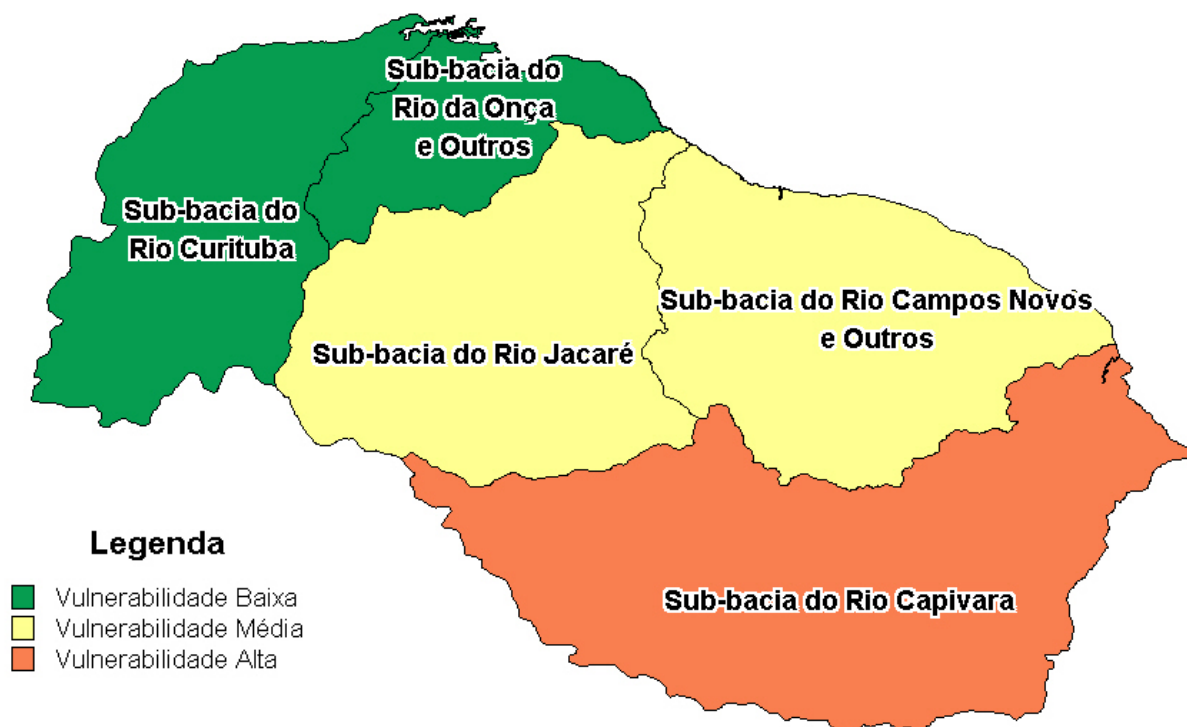 Sub-bacia do
Rio da Onça
e Outros
Sub-bacia do
Rio Curituba
Sub-bacia do Rio Campos Novos
e Outros
Sub-bacia do Rio Jacaré
Sub-bacia do Rio Capivara
Legenda
Vulnerabilidade Baixa
Vulnerabilidade Média
Vulnerabilidade Alta